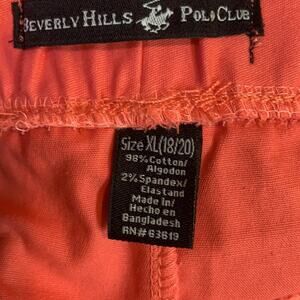 Beverly Hills Polo Club
Size XL(18/20)
98% Cotton/
Algodon
2% Spandex/
Elastand
Made in/
Hecho en
Bangladesh
RN#63619